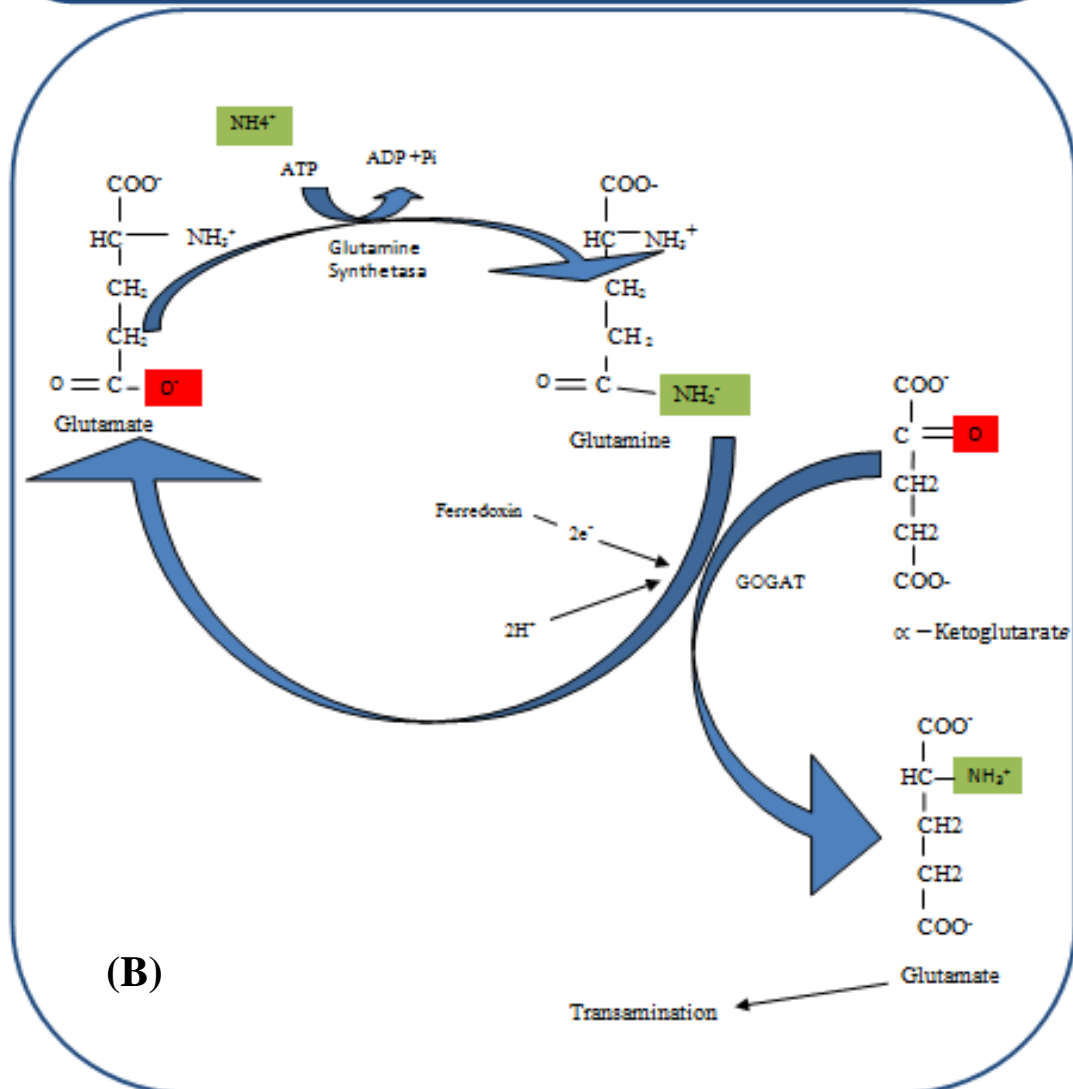 NH4⁺
ATP
ADP +Pi
COO⁻
HC
NH₃⁺
CH₂
CH₂
O
C
O⁻
Glutamate
Glutamine
Synthetasa
COO-
HC
NH₃⁺
CH₂
CH₂
O
C
NH₂⁻
Glutamine
COO⁻
C
O
CH2
CH2
COO-
α – Ketoglutarate
Ferredoxin
2e⁻
2H⁺
GOGAT
COO⁻
HC
NH₃⁺
CH2
CH2
COO⁻
Glutamate
Transamination
(B)